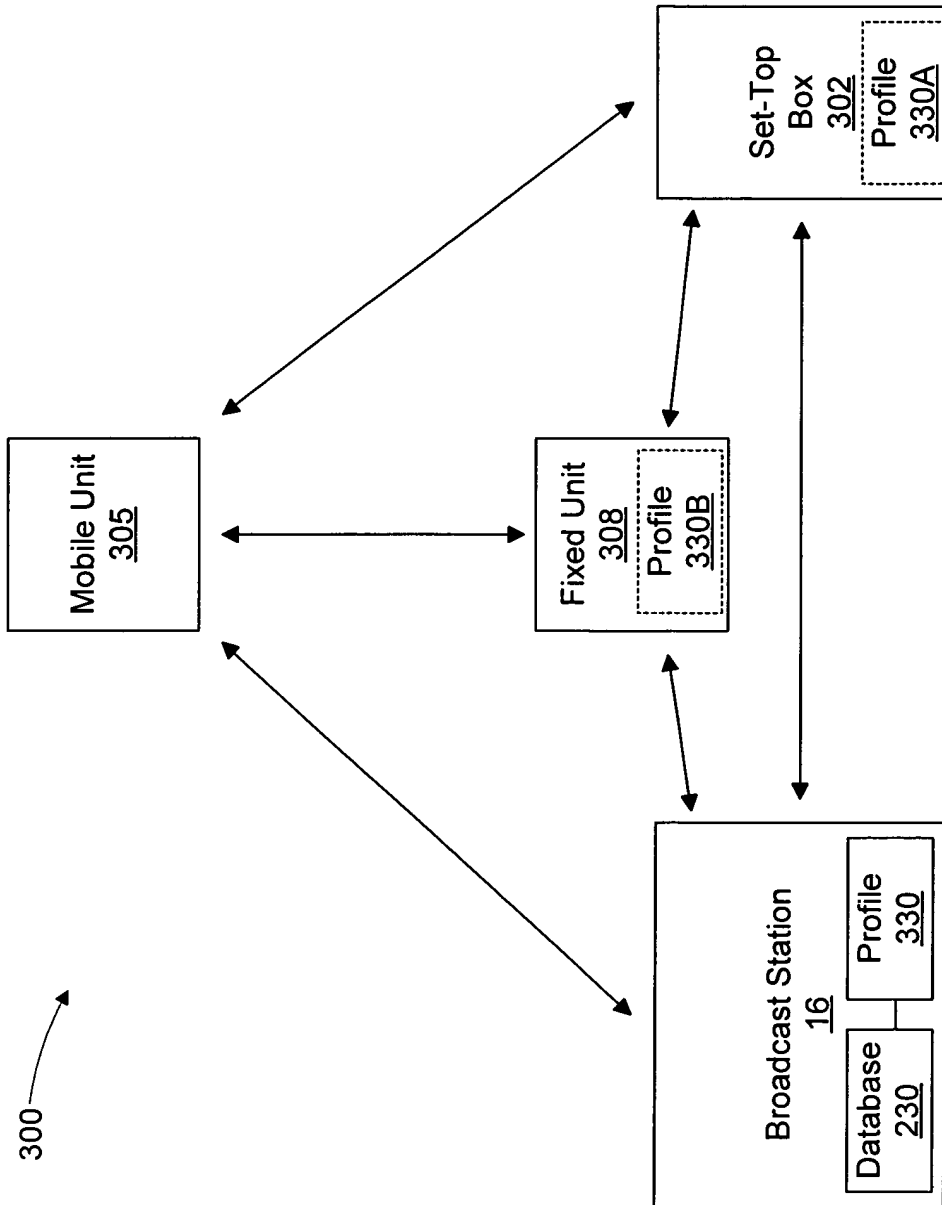 300
Mobile Unit
305
Fixed Unit
308
Profile
330B
Broadcast Station
16
Database
230
Profile
330
Set-Top
Box
302
Profile
330A